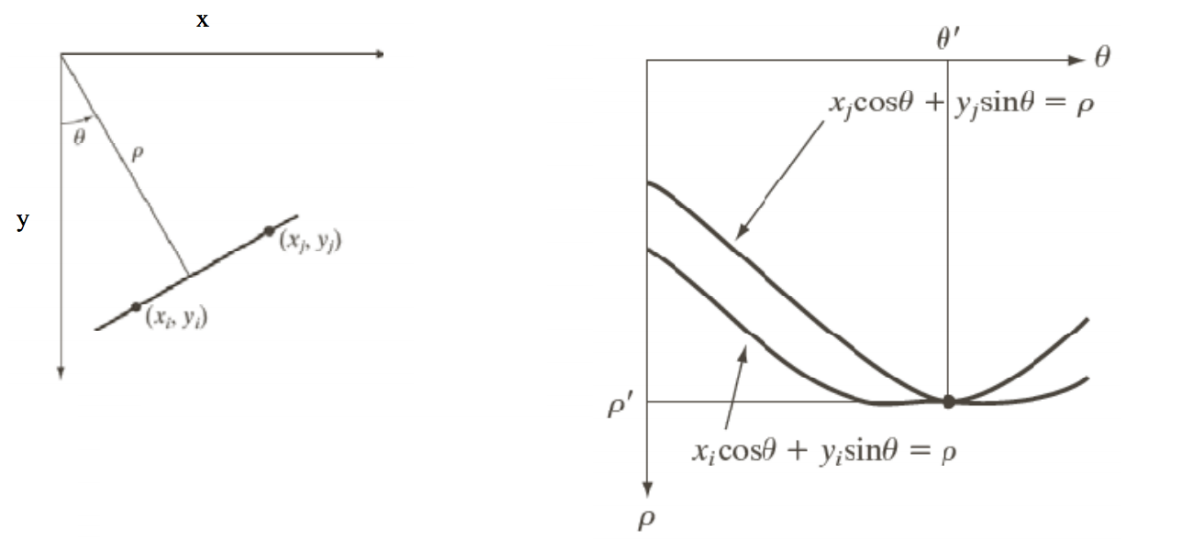 x
y
θ
ρ
(xⱼ, yⱼ)
(xᵢ, yᵢ)
θ′
θ
xⱼcosθ + yⱼsinθ = ρ
ρ′
xᵢcosθ + yᵢsinθ = ρ
ρ